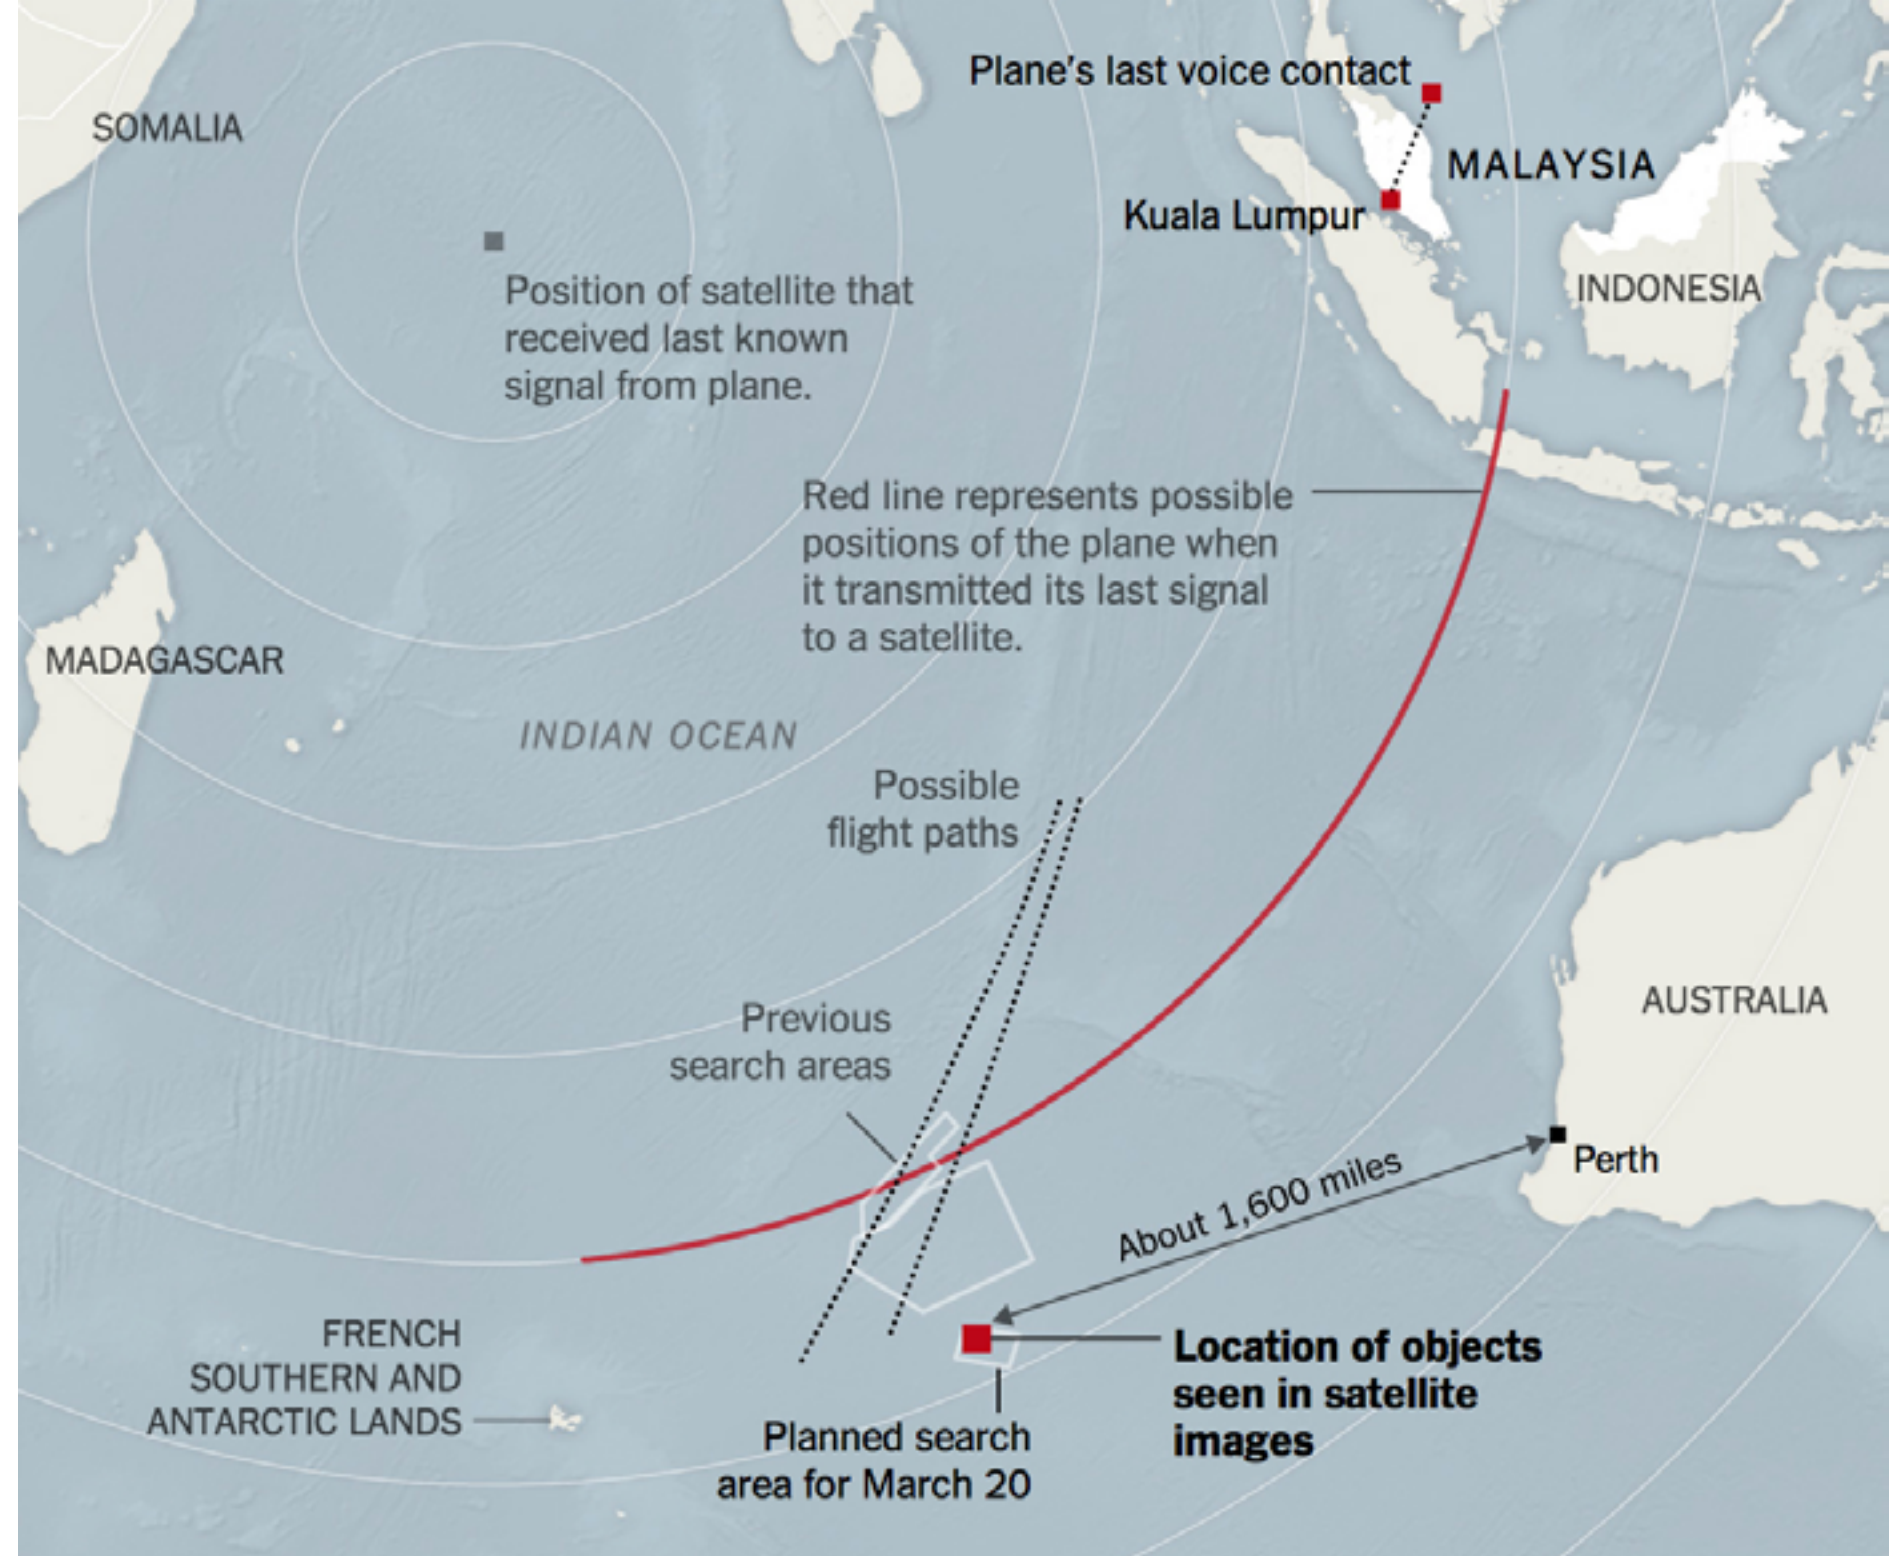 Plane's last voice contact
SOMALIA
MALAYSIA
Kuala Lumpur
Position of satellite that
received last known
signal from plane.
INDONESIA
Red line represents possible
positions of the plane when
it transmitted its last signal
to a satellite.
MADAGASCAR
INDIAN OCEAN
Possible
flight paths
Previous
search areas
AUSTRALIA
Perth
About 1,600 miles
FRENCH
SOUTHERN AND
ANTARCTIC LANDS
Location of objects
seen in satellite
images
Planned search
area for March 20